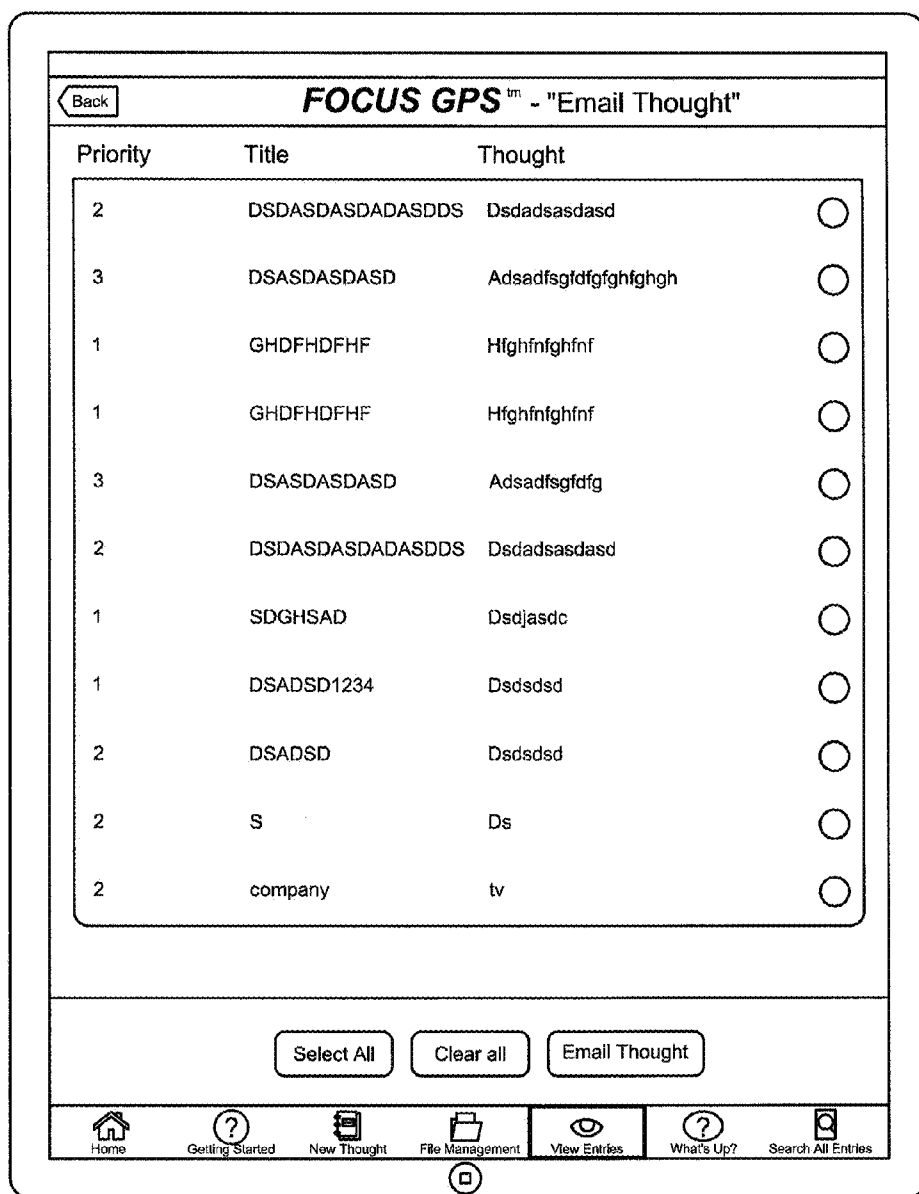 Back
FOCUS GPS tm - "Email Thought"
Priority Title Thought
2 DSDASDASDADASDDS Dsdadsasdasd
3 DSASDASDASD Adsadfsgfdfgfghfghgh
1 GHDFHDFHF Hfghfnfghfnf
1 GHDFHDFHF Hfghfnfghfnf
3 DSASDASDASD Adsadfsgfdfg
2 DSDASDASDADASDDS Dsdadsasdasd
1 SDGHSAD Dsdjasdc
1 DSADSD1234 Dsdsdsd
2 DSADSD Dsdsdsd
2 S Ds
2 company tv
Select All Clear all Email Thought
Home Getting Started New Thought File Management View Entries What's Up? Search All Entries